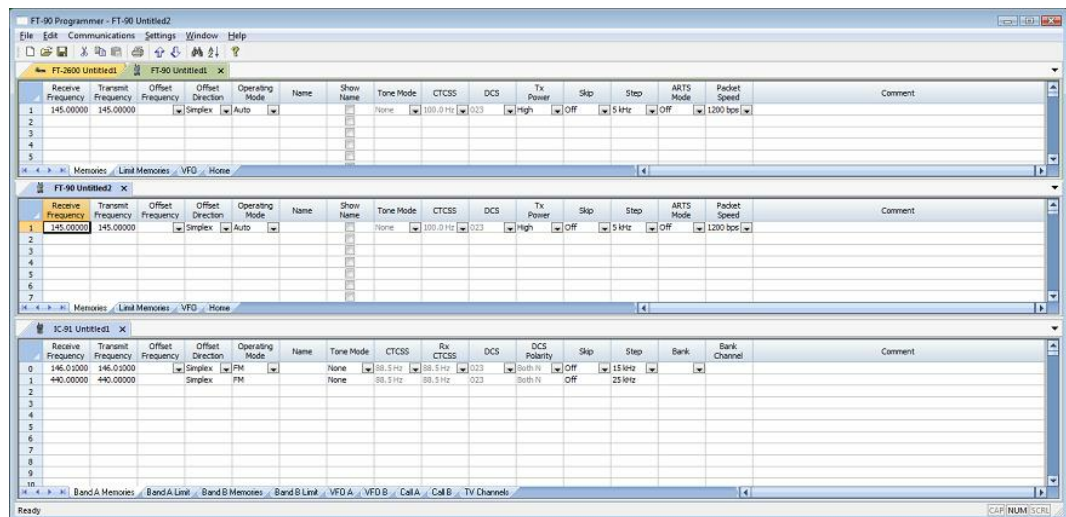 FT-90 Programmer - FT-90 Untitled2
File Edit Communications Settings Window Help
FT-2600 Untitled1 FT-90 Untitled1 x
Receive Frequency Transmit Frequency Offset Frequency Offset Direction Operating Mode Name Show Name Tone Mode CTCSS DCS Tx Power Skip Step ARTS Mode Packet Speed Comment
1 145.00000 145.00000 Simplex Auto None 100.0 Hz 023 High Off 5 kHz Off 1200 bps
2
3
4
5
Memories Limit Memories VFO Home
FT-90 Untitled2 x
Receive Frequency Transmit Frequency Offset Frequency Offset Direction Operating Mode Name Show Name Tone Mode CTCSS DCS Tx Power Skip Step ARTS Mode Packet Speed Comment
1 145.00000 145.00000 Simplex Auto None 100.0 Hz 023 High Off 5 kHz Off 1200 bps
2
3
4
5
6
7
Memories Limit Memories VFO Home
IC-91 Untitled1 x
Receive Frequency Transmit Frequency Offset Frequency Offset Direction Operating Mode Name Tone Mode CTCSS Rx CTCSS DCS DCS Polarity Skip Step Bank Bank Channel Comment
0 146.01000 146.01000 Simplex FM None 88.5 Hz 88.5 Hz 023 Both N Off 15 kHz
1 440.00000 440.00000 Simplex FM None 88.5 Hz 88.5 Hz 023 Both N Off 25 kHz
2
3
4
5
6
7
8
9
10
Band A Memories Band A Limit Band B Memories Band B Limit VFO A VFO B Call A Call B TV Channels
Ready CAP NUM SCRL